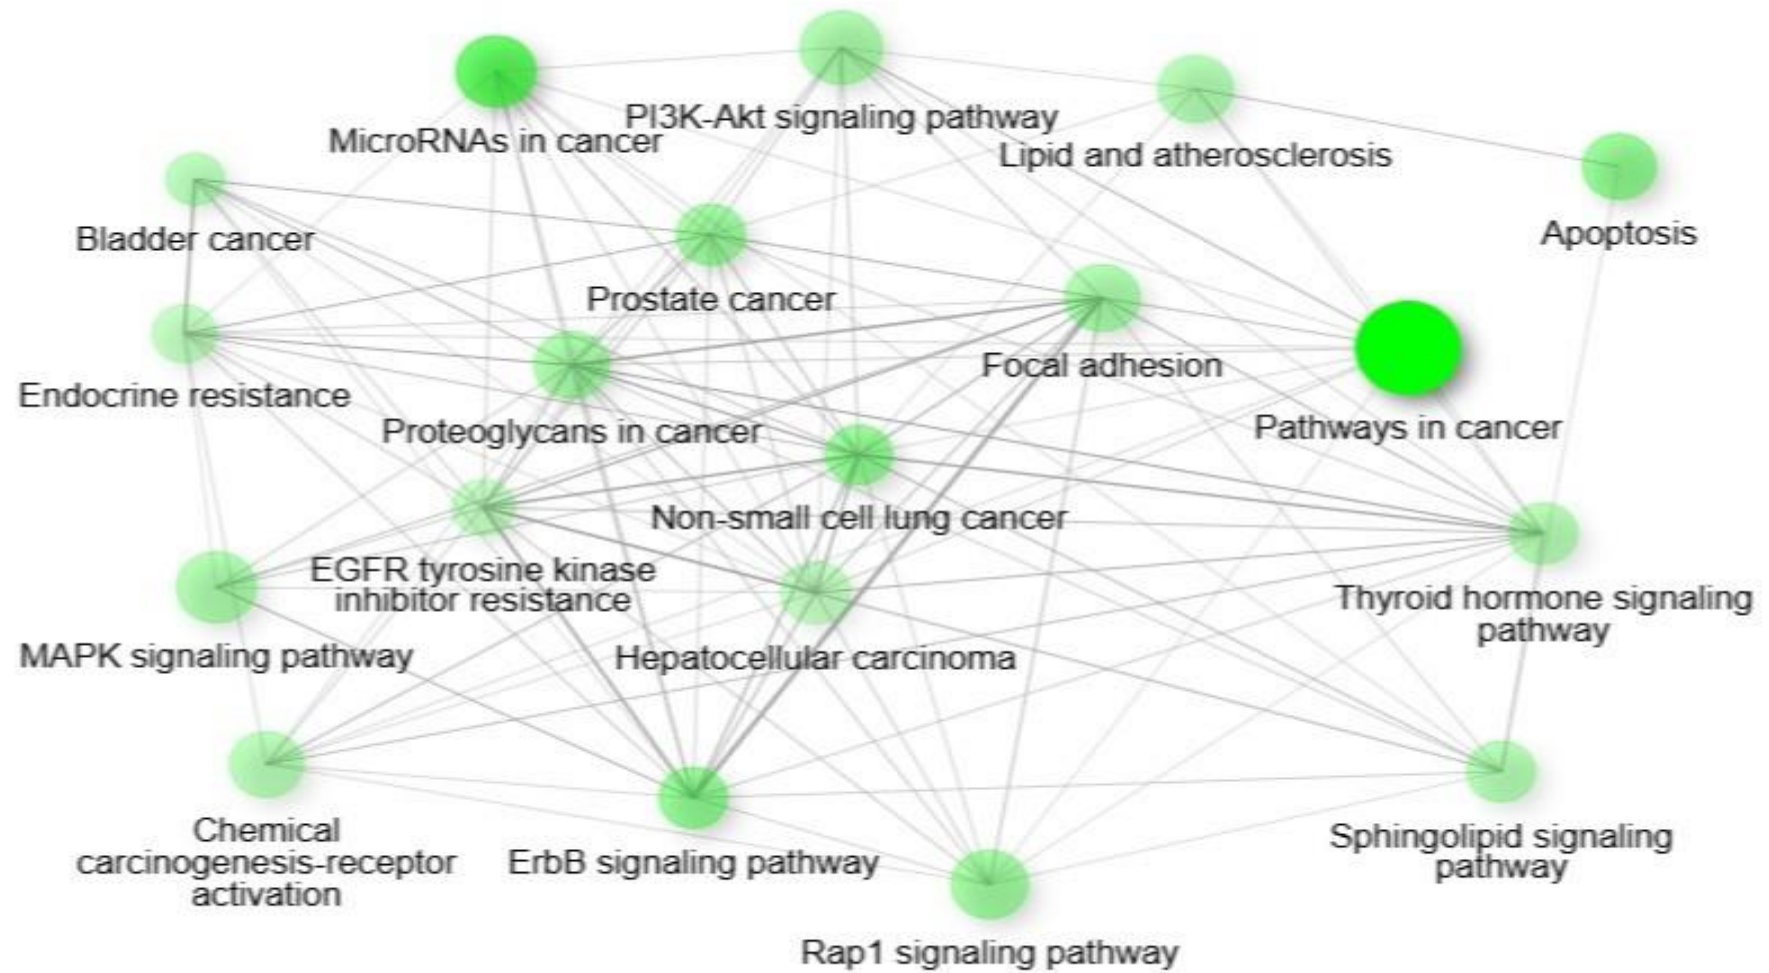 PI3K-Akt signaling pathway
MicroRNAs in cancer
Lipid and atherosclerosis
Apoptosis
Bladder cancer
Prostate cancer
Focal adhesion
Endocrine resistance
Pathways in cancer
Proteoglycans in cancer
Non-small cell lung cancer
EGFR tyrosine kinase
inhibitor resistance
Thyroid hormone signaling
pathway
MAPK signaling pathway
Hepatocellular carcinoma
Chemical
carcinogenesis-receptor
activation
ErbB signaling pathway
Sphingolipid signaling
pathway
Rap1 signaling pathway